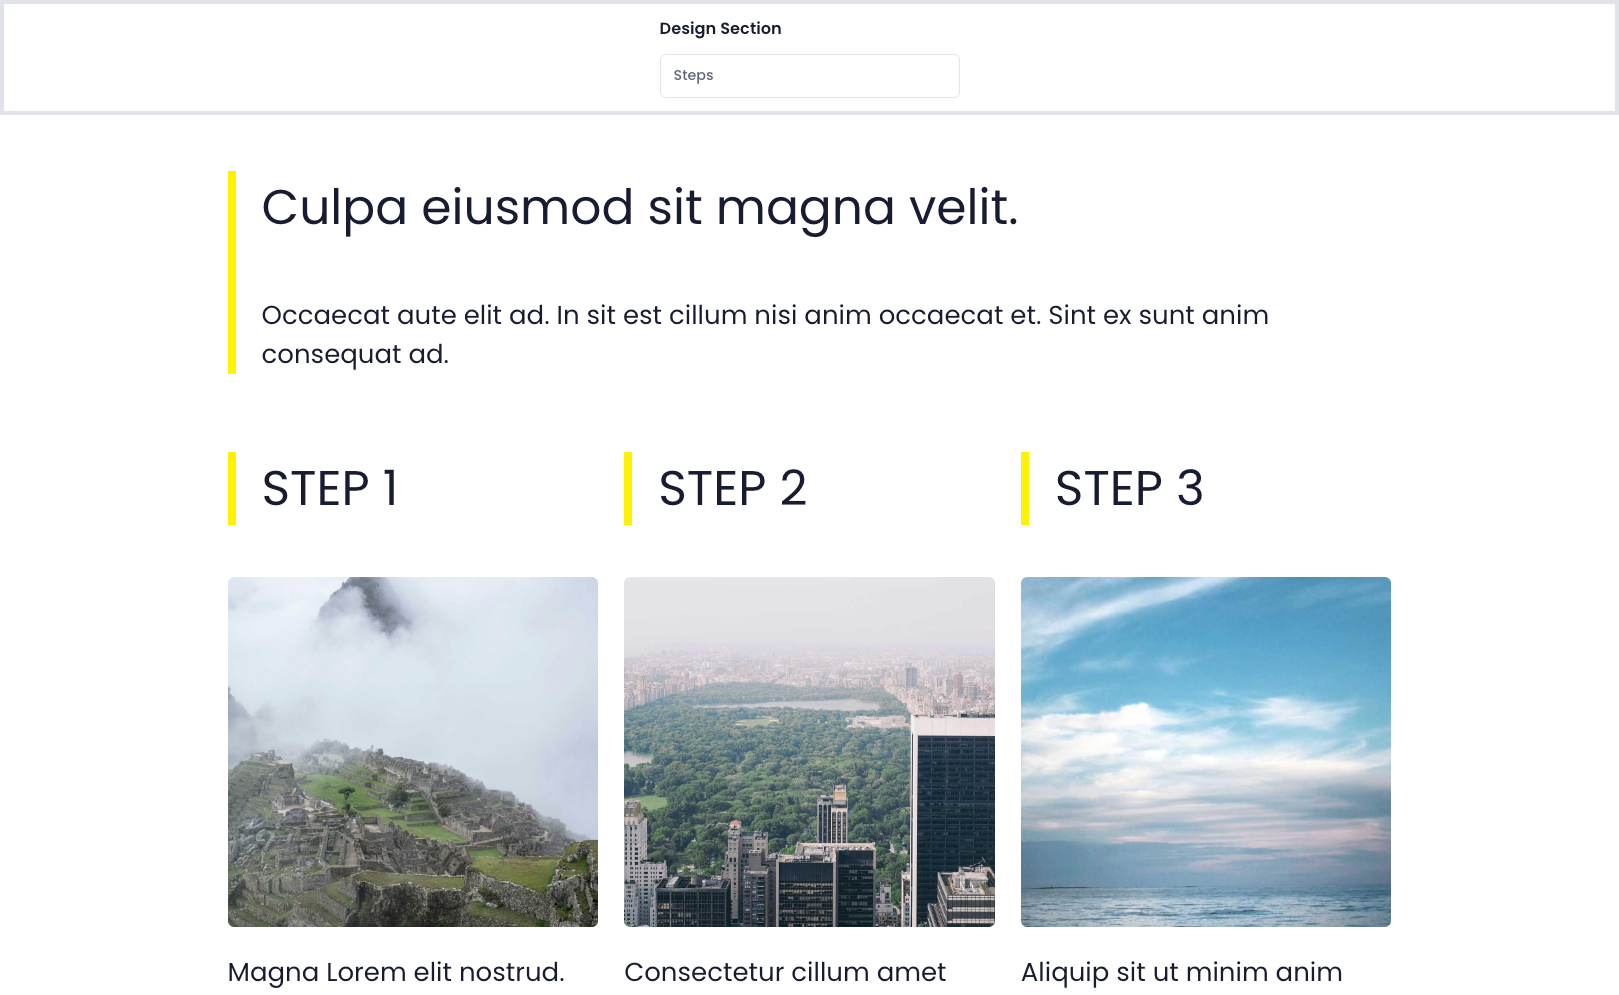 Design Section
Steps
Culpa eiusmod sit magna velit.
Occaecat aute elit ad. In sit est cillum nisi anim occaecat et. Sint ex sunt anim
consequat ad.
STEP 1
STEP 2
STEP 3
Magna Lorem elit nostrud.
Consectetur cillum amet
Aliquip sit ut minim anim